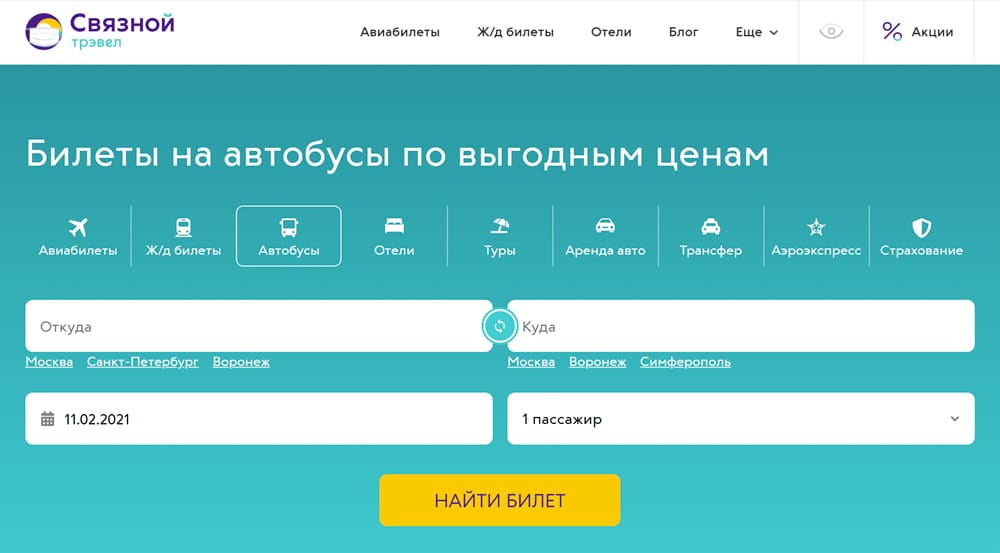 Связной
трэвел
Авиабилеты Ж/д билеты Отели Блог Еще Акции
Билеты на автобусы по выгодным ценам
Авиабилеты Ж/д билеты Автобусы Отели Туры Аренда авто Трансфер Аэроэкспресс Страхование
Откуда Куда
Москва Санкт-Петербург Воронеж Москва Воронеж Симферополь
11.02.2021 1 пассажир
НАЙТИ БИЛЕТ